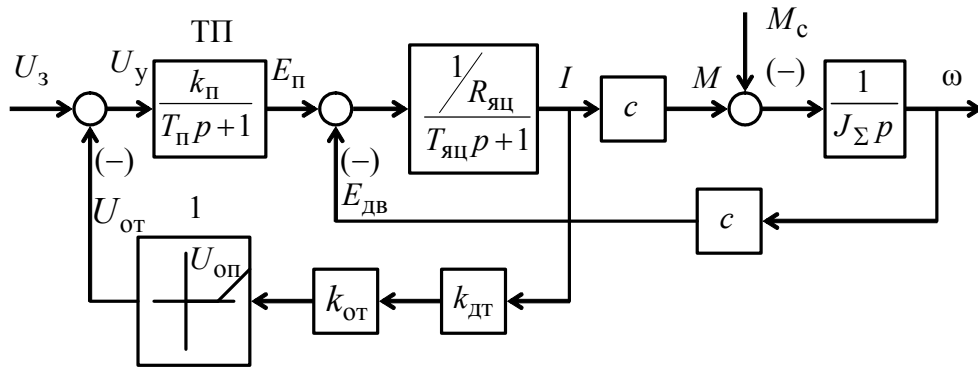 U_з
(−)
U_от
U_у
ТП
k_п
T_п p + 1
E_п
(−)
E_дв
1/R_яц
T_яц p + 1
I
c
M
M_с
(−)
1
J_Σ p
ω
c
k_дт
k_от
1
U_оп